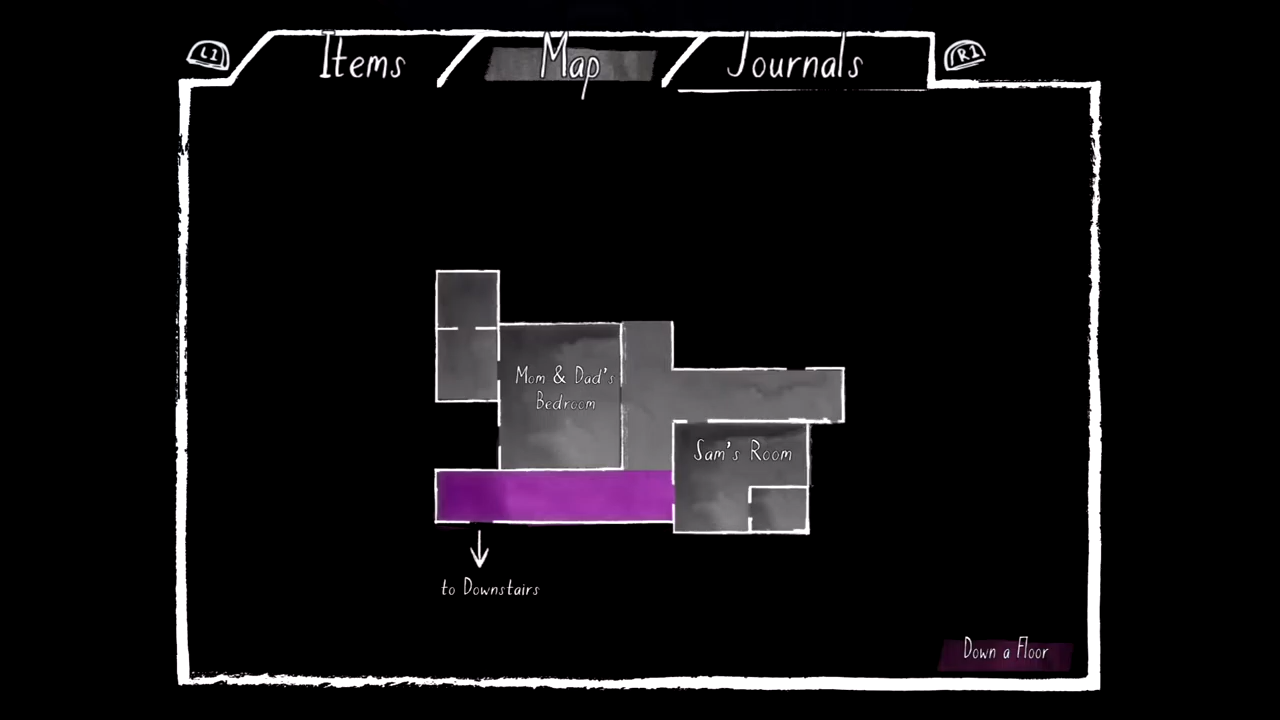 L1
Items
Map
Journals
R1
Mom & Dad's
Bedroom
Sam's Room
to Downstairs
Down a Floor